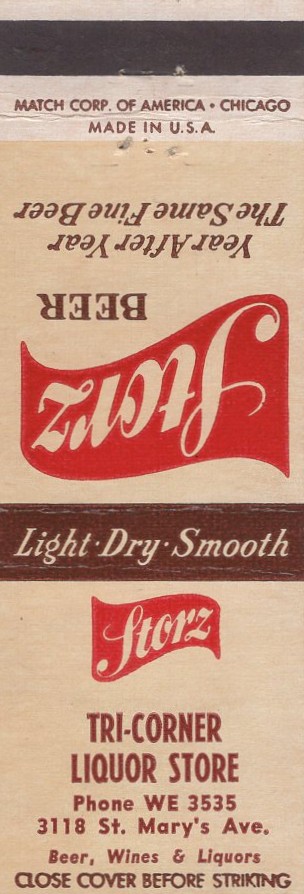 MATCH CORP. OF AMERICA • CHICAGO
MADE IN U.S.A.
Year After Year
The Same Fine Beer
Storz
BEER
Light · Dry · Smooth
Storz
TRI-CORNER
LIQUOR STORE
Phone WE 3535
3118 St. Mary's Ave.
Beer, Wines & Liquors
CLOSE COVER BEFORE STRIKING